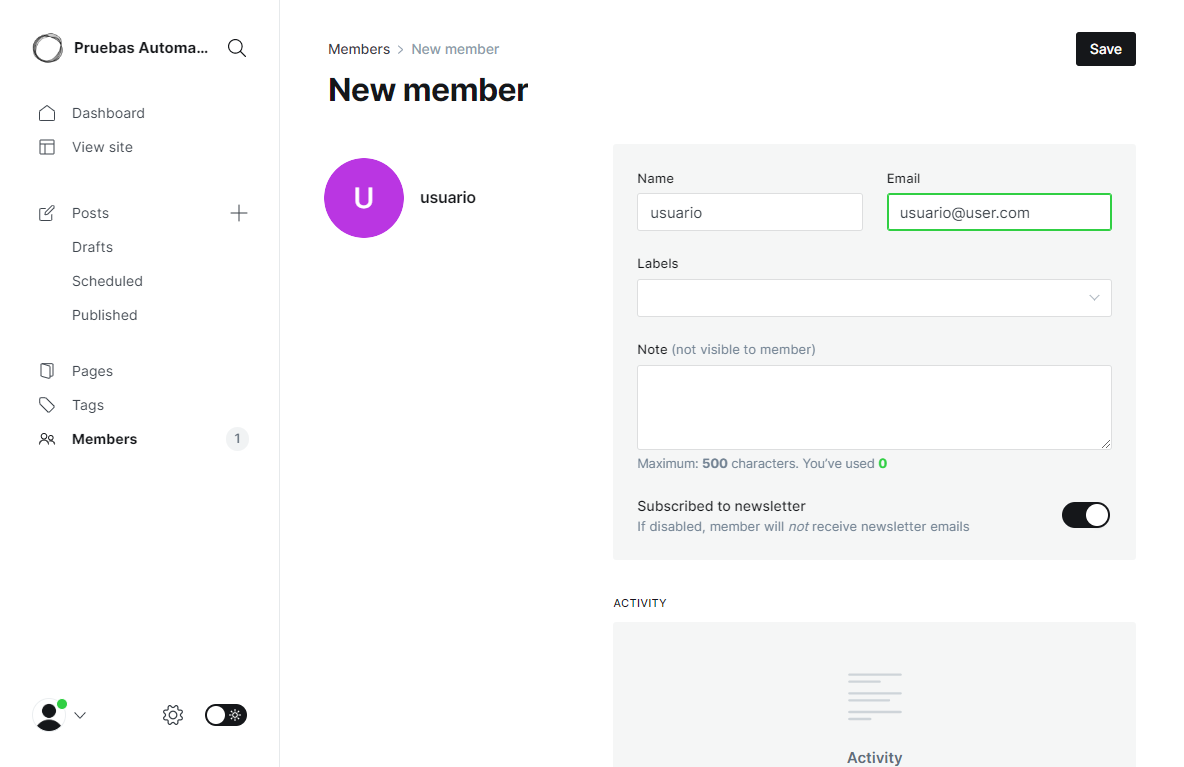 Pruebas Automa...
Dashboard
View site
Posts
Drafts
Scheduled
Published
Pages
Tags
Members 1
Members > New member
Save
New member
U
usuario
Name
usuario
Email
usuario@user.com
Labels
Note (not visible to member)
Maximum: 500 characters. You've used 0
Subscribed to newsletter
If disabled, member will not receive newsletter emails
ACTIVITY
Activity